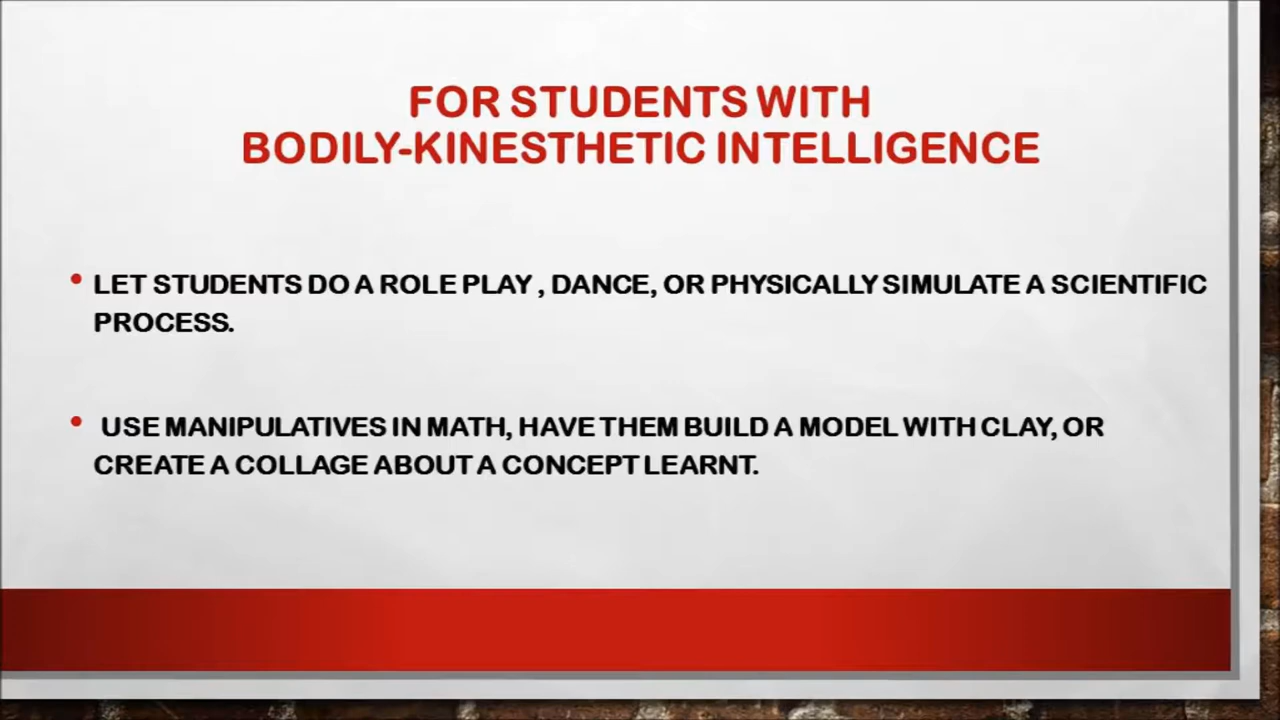 FOR STUDENTS WITH
BODILY-KINESTHETIC INTELLIGENCE
• LET STUDENTS DO A ROLE PLAY , DANCE, OR PHYSICALLY SIMULATE A SCIENTIFIC
PROCESS.
• USE MANIPULATIVES IN MATH, HAVE THEM BUILD A MODEL WITH CLAY, OR
CREATE A COLLAGE ABOUT A CONCEPT LEARNT.